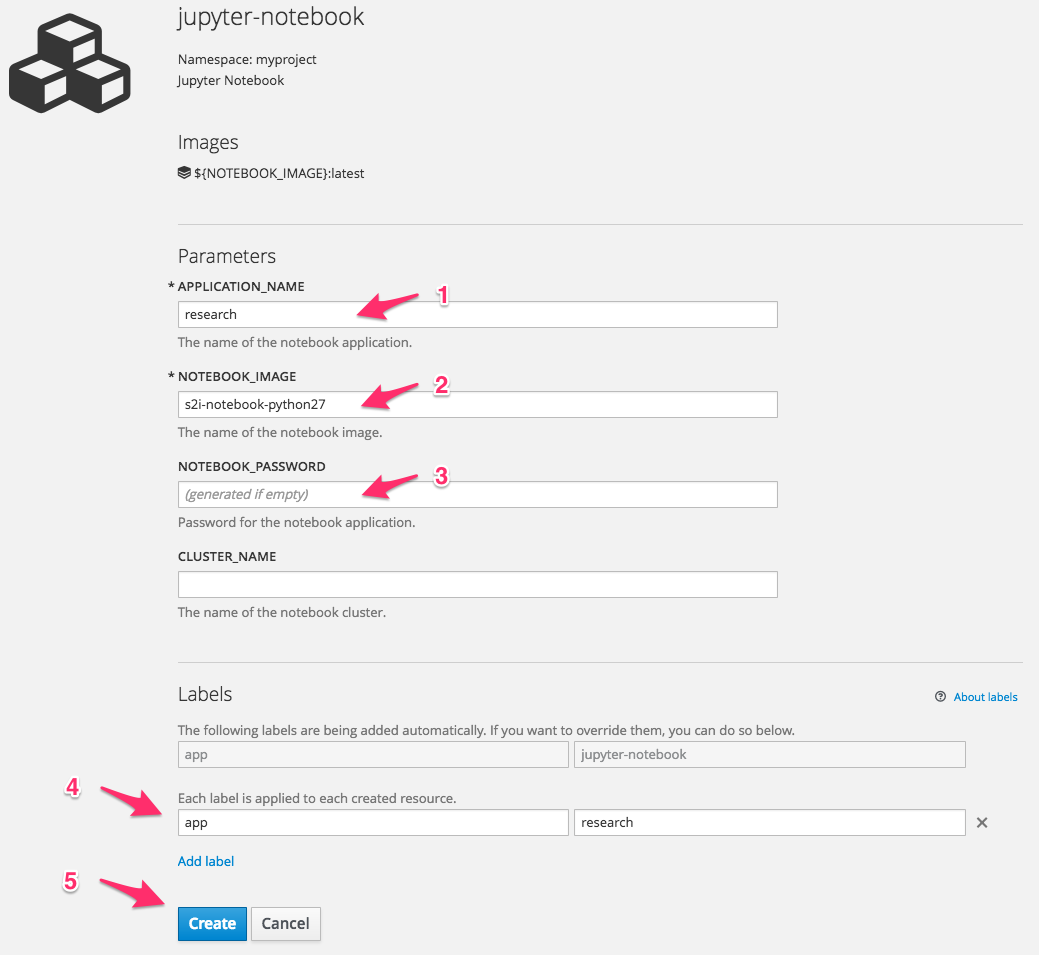 jupyter-notebook
Namespace: myproject
Jupyter Notebook
Images
${NOTEBOOK_IMAGE}:latest
Parameters
* APPLICATION_NAME
1
research
The name of the notebook application.
* NOTEBOOK_IMAGE
2
s2i-notebook-python27
The name of the notebook image.
NOTEBOOK_PASSWORD
3
(generated if empty)
Password for the notebook application.
CLUSTER_NAME
The name of the notebook cluster.
Labels
? About labels
The following labels are being added automatically. If you want to override them, you can do so below.
app jupyter-notebook
4
Each label is applied to each created resource.
app research ×
Add label
5
Create Cancel